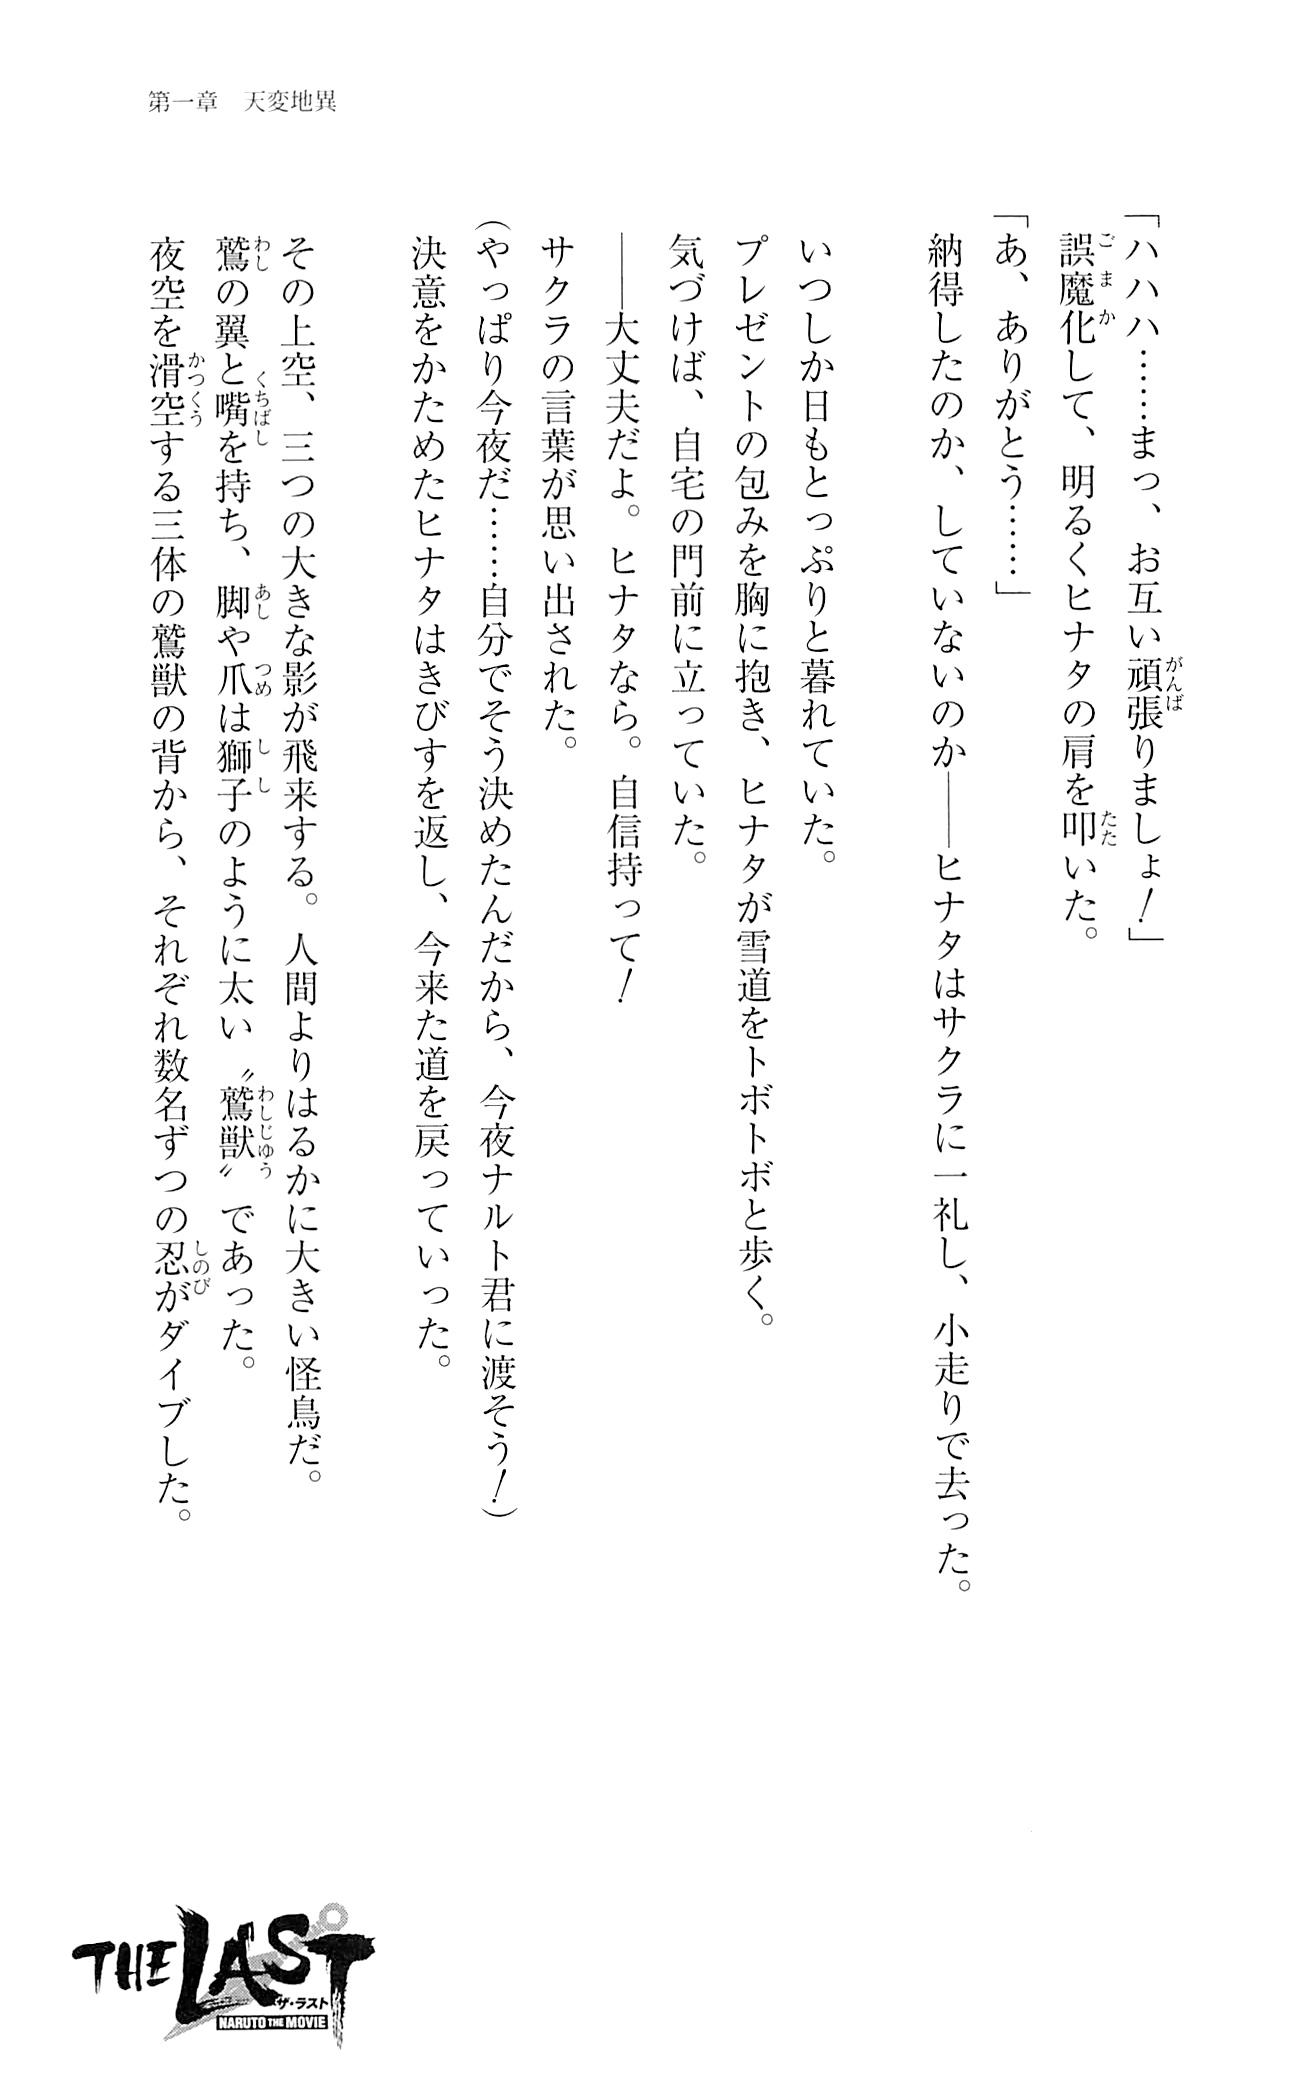 第一章　天変地異
「ハハハ……まっ、お互い頑張りましょ！」
誤魔化して、明るくヒナタの肩を叩いた。
「あ、ありがとう……」
納得したのか、していないのか――ヒナタはサクラに一礼し、小走りで去った。
いつしか日もとっぷりと暮れていた。
プレゼントの包みを胸に抱き、ヒナタが雪道をトボトボと歩く。
気づけば、自宅の門前に立っていた。
――大丈夫だよ。ヒナタなら。自信持って！
サクラの言葉が思い出された。
（やっぱり今夜だ……自分でそう決めたんだから、今夜ナルト君に渡そう！）
決意をかためたヒナタはきびすを返し、今来た道を戻っていった。
その上空、三つの大きな影が飛来する。人間よりはるかに大きい怪鳥だ。
鷲の翼と嘴を持ち、脚や爪は獅子のように太い〝鷲獣〟であった。
夜空を滑空する三体の鷲獣の背から、それぞれ数名ずつの忍がダイブした。
THE LAST
ザ・ラスト
NARUTO THE MOVIE